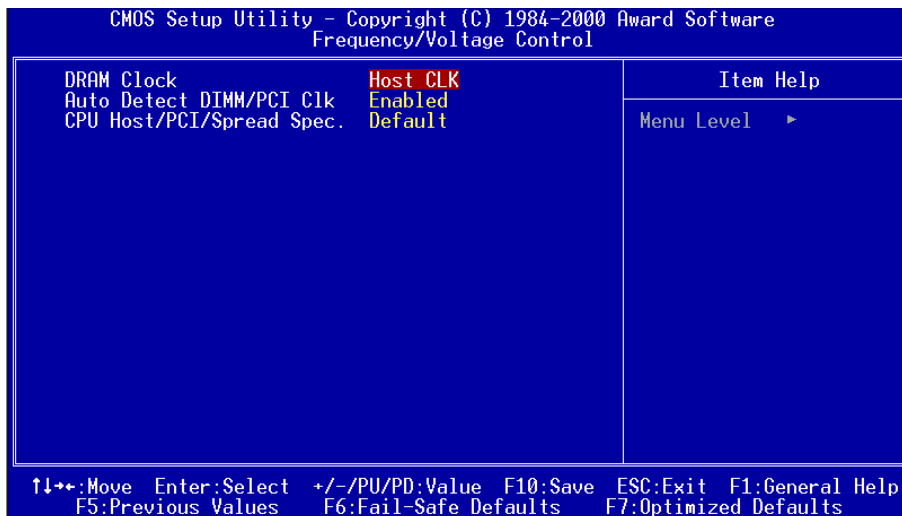 CMOS Setup Utility – Copyright (C) 1984–2000 Award Software
Frequency/Voltage Control
DRAM Clock Host CLK
Auto Detect DIMM/PCI Clk Enabled
CPU Host/PCI/Spread Spec. Default
Item Help
Menu Level ►
↑↓→←:Move Enter:Select +/-/PU/PD:Value F10:Save ESC:Exit F1:General Help
F5:Previous Values F6:Fail-Safe Defaults F7:Optimized Defaults